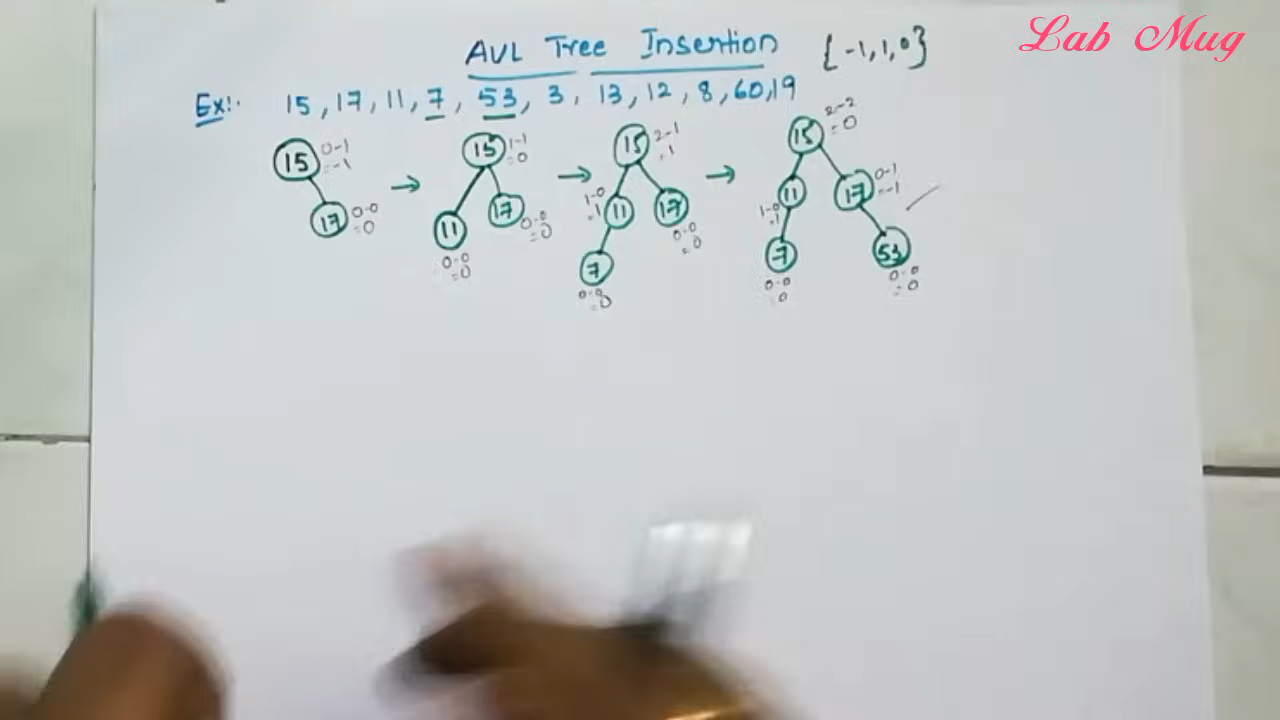 Lab Mug
AVL Tree Insertion {-1,1,0}
Ex:- 15, 17, 11, 7, 53, 3, 13, 12, 8, 60, 19
15 0-1 = -1
17 0-0 = 0
→
15 1-1 = 0
11 0-0 = 0
17 0-0 = 0
→
15 2-1 = 1
11 1-0 = 1
17 0-0 = 0
7 0-0 = 0
→
15 2-2 = 0
11 1-0 = 1
17 0-1 = -1
7 0-0 = 0
53 0-0 = 0